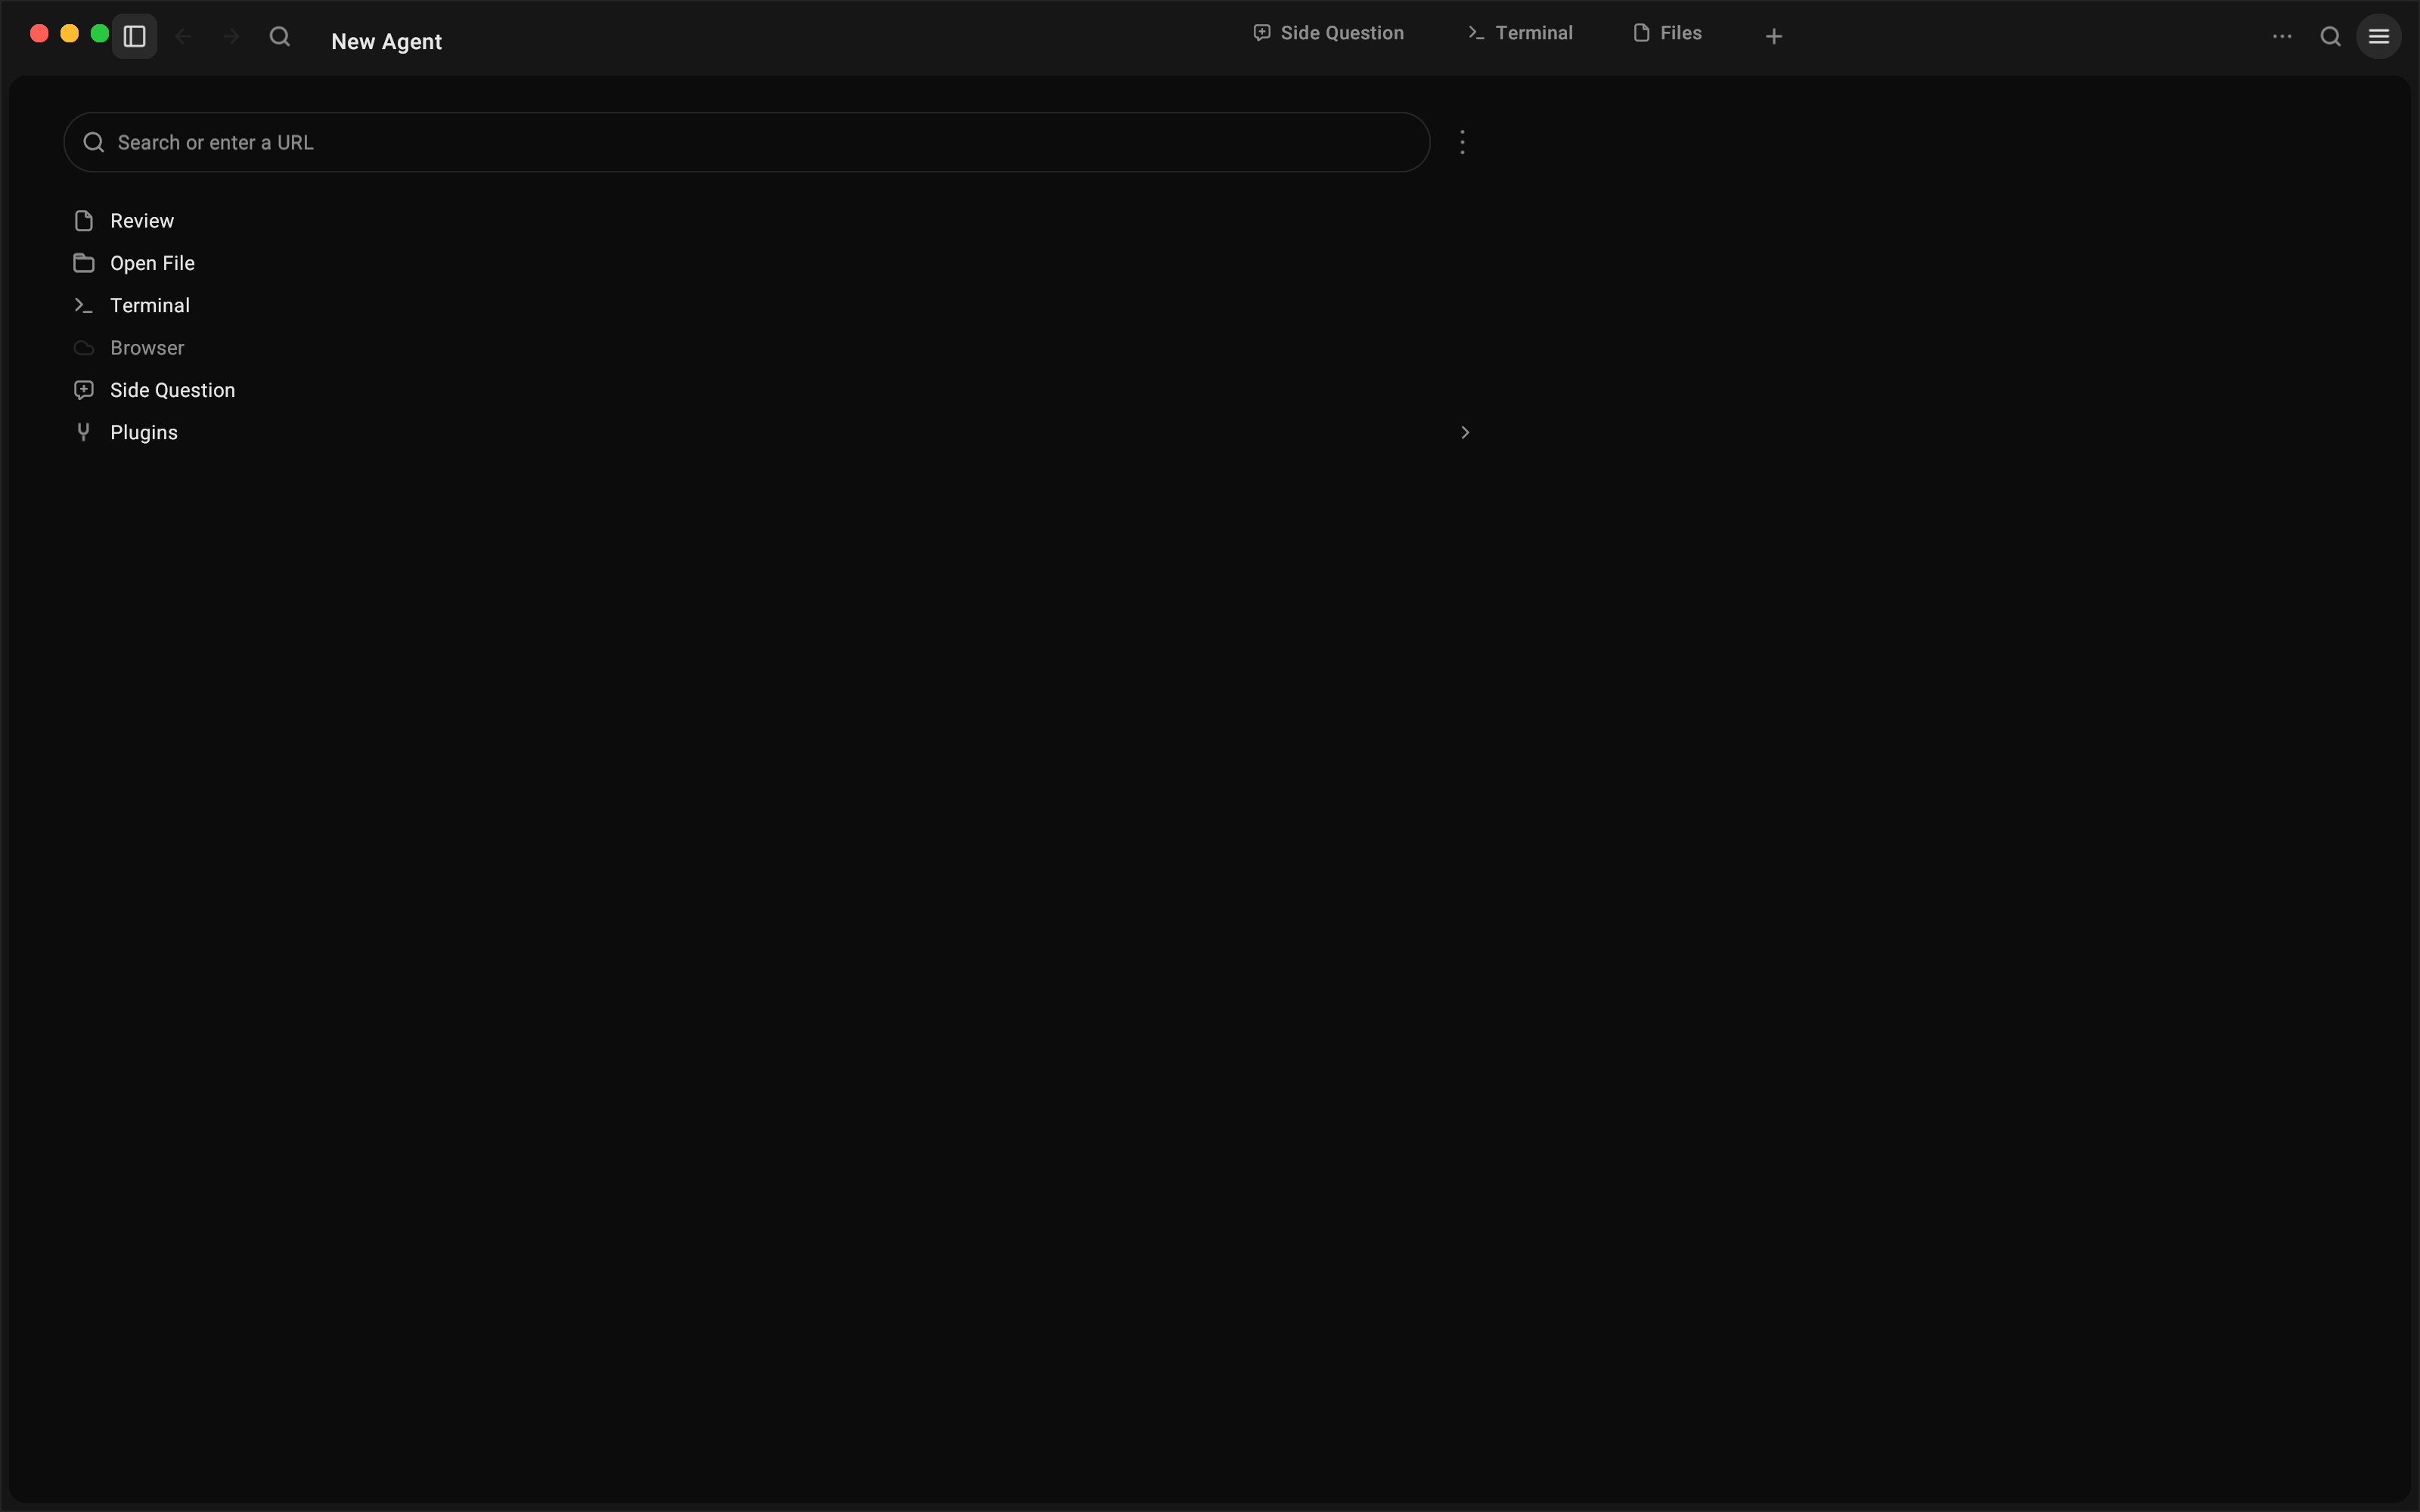 New Agent
Side Question
Terminal
Files
Search or enter a URL
Review
Open File
Terminal
Browser
Side Question
Plugins